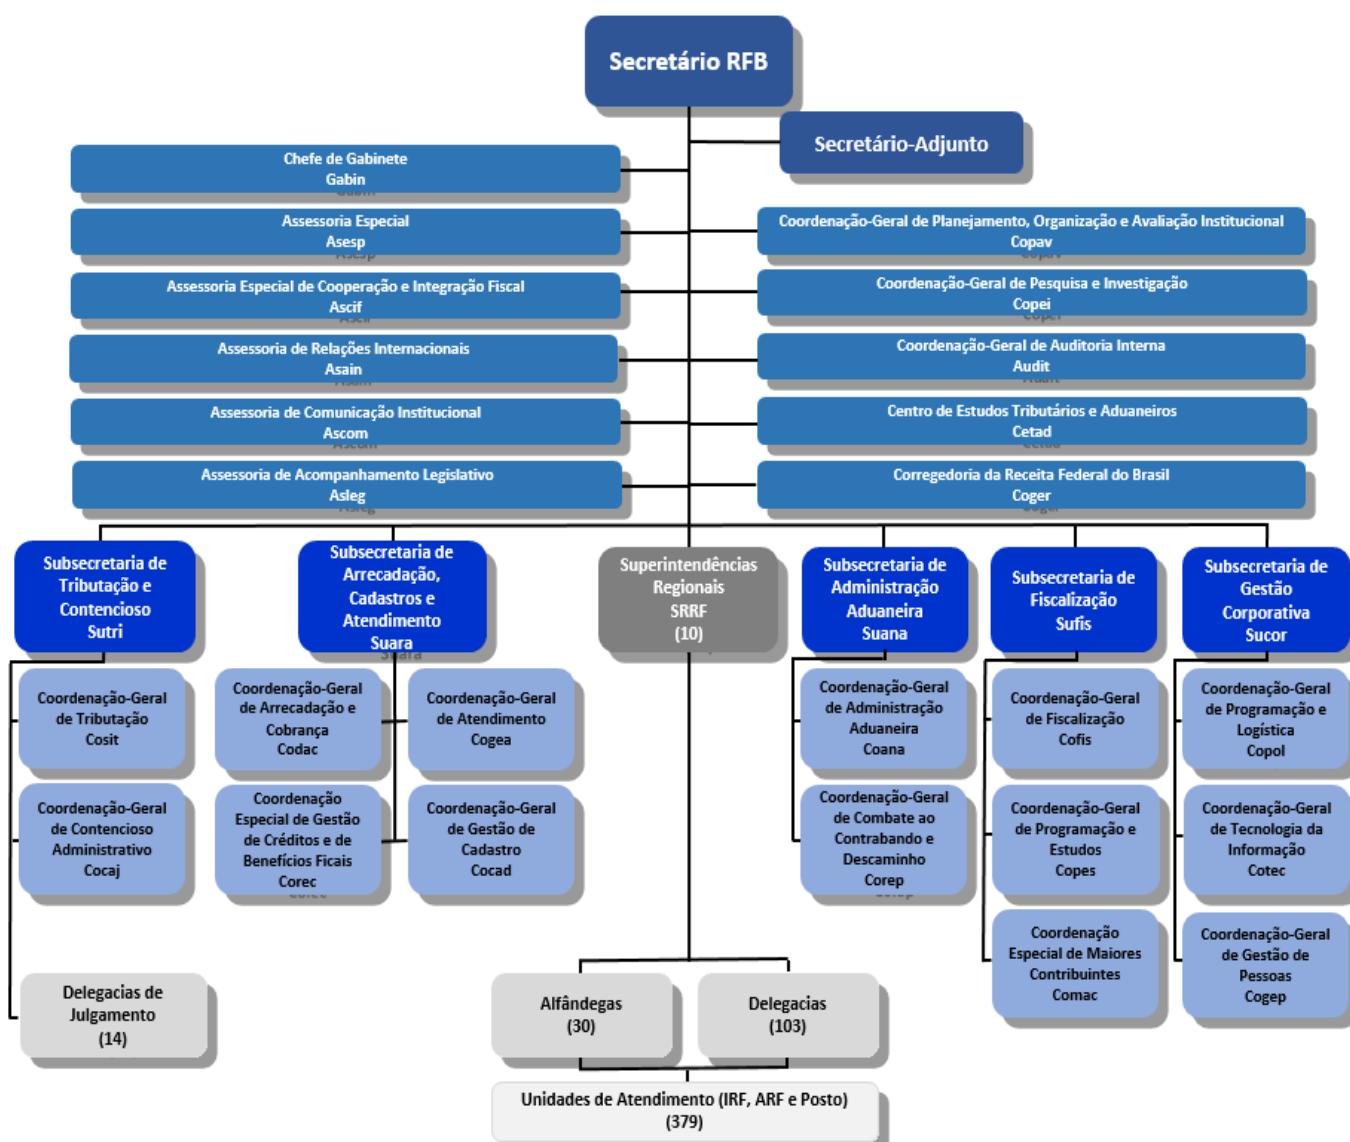 Secretário RFB
Secretário-Adjunto
Chefe de Gabinete
Gabin
Assessoria Especial
Asesp
Coordenação-Geral de Planejamento, Organização e Avaliação Institucional
Copav
Assessoria Especial de Cooperação e Integração Fiscal
Ascif
Coordenação-Geral de Pesquisa e Investigação
Copei
Assessoria de Relações Internacionais
Asain
Coordenação-Geral de Auditoria Interna
Audit
Assessoria de Comunicação Institucional
Ascom
Centro de Estudos Tributários e Aduaneiros
Cetad
Assessoria de Acompanhamento Legislativo
Asleg
Corregedoria da Receita Federal do Brasil
Coger
Subsecretaria de
Tributação e
Contencioso
Sutri
Subsecretaria de
Arrecadação,
Cadastros e
Atendimento
Suara
Superintendências
Regionais
SRRF
(10)
Subsecretaria de
Administração
Aduaneira
Suana
Subsecretaria de
Fiscalização
Sufis
Subsecretaria de
Gestão
Corporativa
Sucor
Coordenação-Geral
de Tributação
Cosit
Coordenação-Geral
de Arrecadação e
Cobrança
Codac
Coordenação-Geral
de Atendimento
Cogea
Coordenação-Geral
de Administração
Aduaneira
Coana
Coordenação-Geral
de Fiscalização
Cofis
Coordenação-Geral
de Programação e
Logística
Copol
Coordenação-Geral
de Contencioso
Administrativo
Cocaj
Coordenação
Especial de Gestão
de Créditos e de
Benefícios Ficais
Corec
Coordenação-Geral
de Gestão de
Cadastro
Cocad
Coordenação-Geral
de Combate ao
Contrabando e
Descaminho
Corep
Coordenação-Geral
de Programação e
Estudos
Copes
Coordenação-Geral
de Tecnologia da
Informação
Cotec
Coordenação
Especial de Maiores
Contribuintes
Comac
Coordenação-Geral
de Gestão de
Pessoas
Cogep
Delegacias de
Julgamento
(14)
Alfândegas
(30)
Delegacias
(103)
Unidades de Atendimento (IRF, ARF e Posto)
(379)